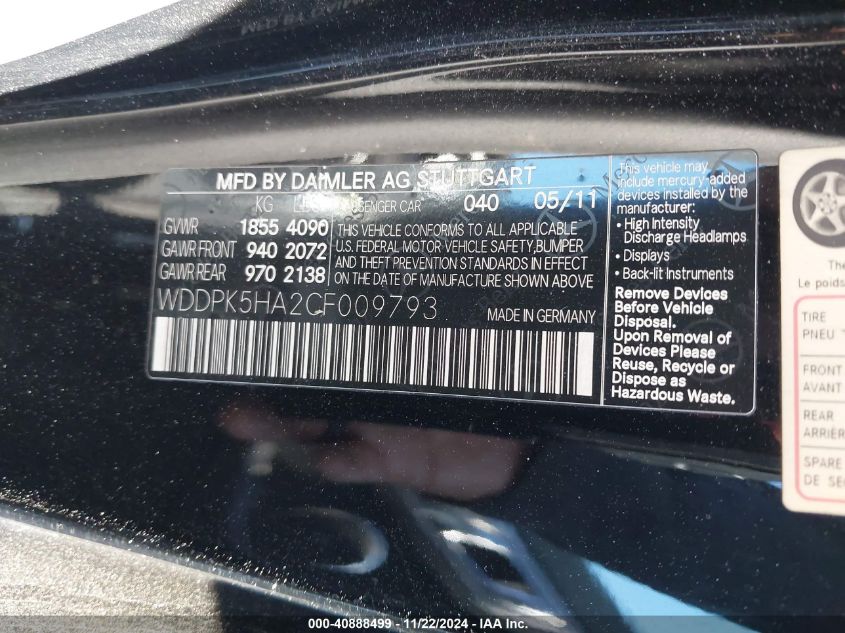 MFD BY DAIMLER AG STUTTGART
KG LBS PASSENGER CAR 040 05/11
GVWR 1855 4090
GAWR FRONT 940 2072
GAWR REAR 970 2138
THIS VEHICLE CONFORMS TO ALL APPLICABLE
U.S. FEDERAL MOTOR VEHICLE SAFETY,BUMPER
AND THEFT PREVENTION STANDARDS IN EFFECT
ON THE DATE OF MANUFACTURE SHOWN ABOVE
WDDPK5HA2CF009793 MADE IN GERMANY
This vehicle may
include mercury-added
devices installed by the
manufacturer:
• High Intensity
Discharge Headlamps
• Displays
• Back-lit Instruments
Remove Devices
Before Vehicle
Disposal.
Upon Removal of
Devices Please
Reuse, Recycle or
Dispose as
Hazardous Waste.
The
Le poids
TIRE
PNEU
FRONT
AVANT
REAR
ARRIÈR
SPARE
DE SE
000-40888499 - 11/22/2024 - IAA, Inc.